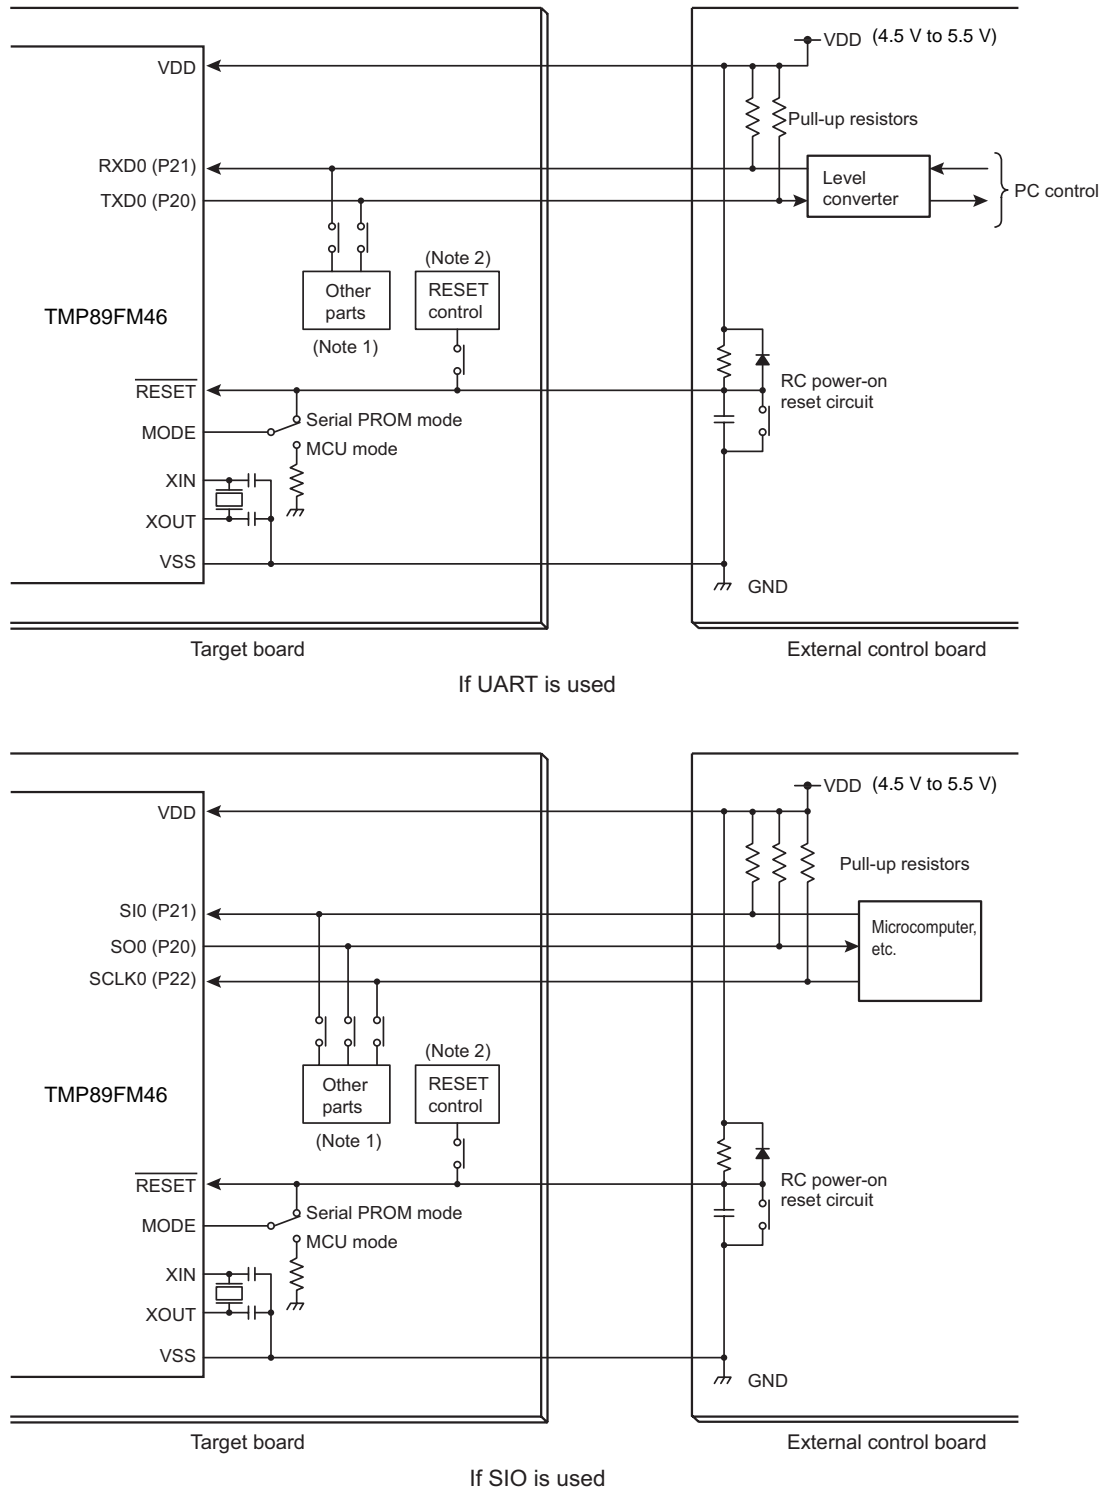 VDD (4.5 V to 5.5 V)
VDD
Pull-up resistors
RXD0 (P21)
TXD0 (P20)
Level
converter
PC control
(Note 2)
Other
parts
RESET
control
TMP89FM46
(Note 1)
RESET
RC power-on
reset circuit
MODE
Serial PROM mode
MCU mode
XIN
XOUT
VSS
GND
Target board
External control board
If UART is used
VDD (4.5 V to 5.5 V)
VDD
Pull-up resistors
SI0 (P21)
SO0 (P20)
SCLK0 (P22)
Microcomputer,
etc.
(Note 2)
Other
parts
RESET
control
TMP89FM46
(Note 1)
RESET
RC power-on
reset circuit
MODE
Serial PROM mode
MCU mode
XIN
XOUT
VSS
GND
Target board
External control board
If SIO is used